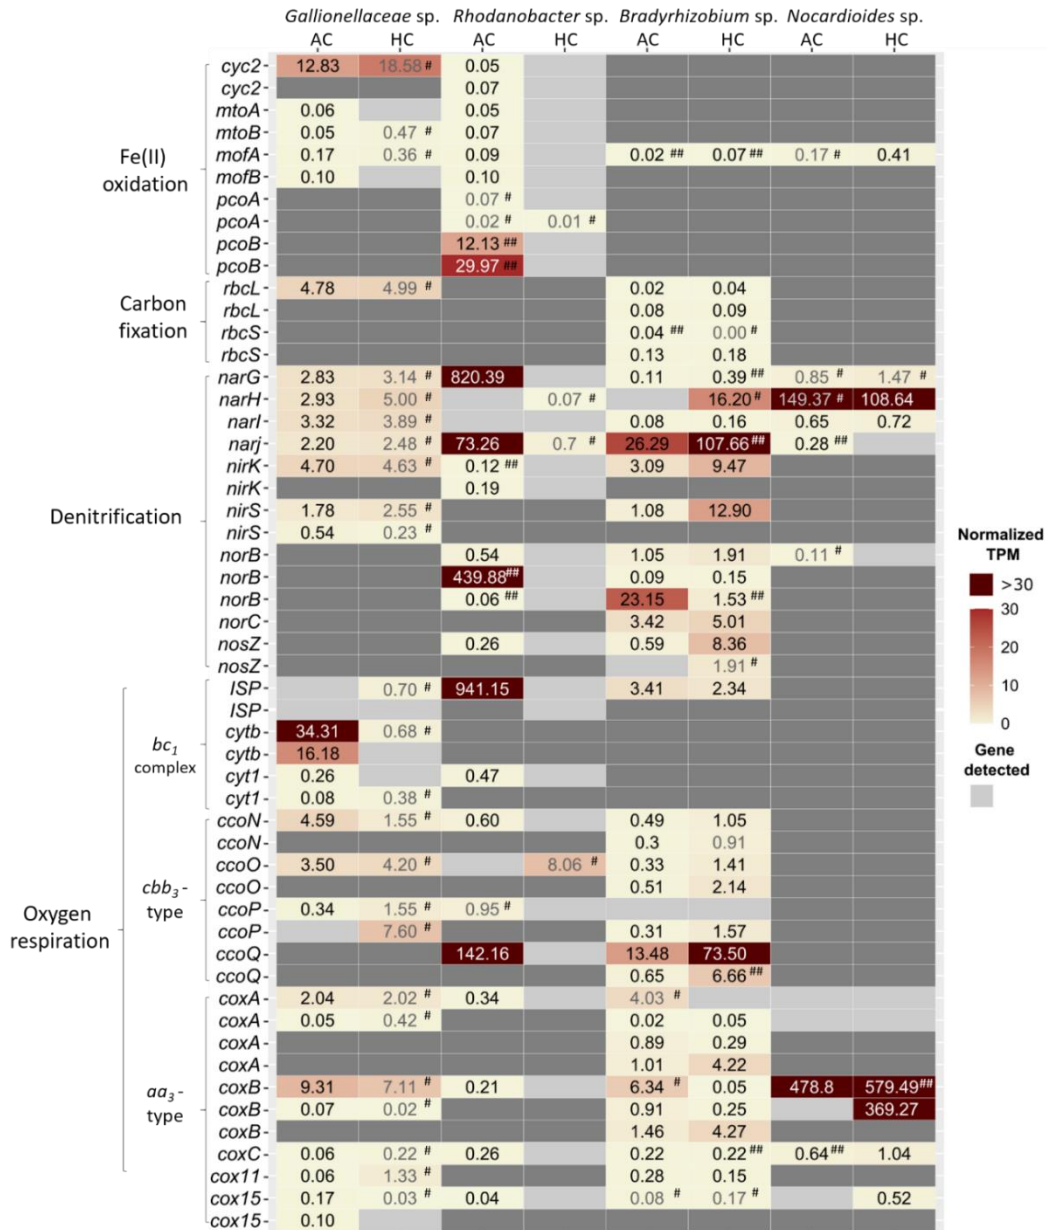 Gallionellaceae sp. Rhodanobacter sp. Bradyrhizobium sp. Nocardioides sp.
AC HC AC HC AC HC AC HC
Fe(II) oxidation
cyc2 12.83 18.58 # 0.05
cyc2 0.07
mtoA 0.06 0.05
mtoB 0.05 0.47 # 0.07
mofA 0.17 0.36 # 0.09 0.02 ## 0.07 ## 0.17 # 0.41
mofB 0.10 0.10
pcoA 0.07 #
pcoA 0.02 # 0.01 #
pcoB 12.13 ##
pcoB 29.97 ##
Carbon fixation
rbcL 4.78 4.99 # 0.02 0.04
rbcL 0.08 0.09
rbcS 0.04 ## 0.00 #
rbcS 0.13 0.18
Denitrification
narG 2.83 3.14 # 820.39 0.11 0.39 ## 0.85 # 1.47 #
narH 2.93 5.00 # 0.07 # 16.20 # 149.37 # 108.64
narI 3.32 3.89 # 0.08 0.16 0.65 0.72
narj 2.20 2.48 # 73.26 0.7 # 26.29 107.66 ## 0.28 ##
nirK 4.70 4.63 # 0.12 ## 3.09 9.47
nirK 0.19
nirS 1.78 2.55 # 1.08 12.90
nirS 0.54 0.23 #
norB 0.54 1.05 1.91 0.11 #
norB 439.88 ## 0.09 0.15
norB 0.06 ## 23.15 1.53 ##
norC 3.42 5.01
nosZ 0.26 0.59 8.36
nosZ 1.91 #
Oxygen respiration
bc1 complex
ISP 0.70 # 941.15 3.41 2.34
ISP
cytb 34.31 0.68 #
cytb 16.18
cyt1 0.26 0.47
cyt1 0.08 0.38 #
cbb3-type
ccoN 4.59 1.55 # 0.60 0.49 1.05
ccoN 0.3 0.91
ccoO 3.50 4.20 # 8.06 # 0.33 1.41
ccoO 0.51 2.14
ccoP 0.34 1.55 # 0.95 #
ccoP 7.60 # 0.31 1.57
ccoQ 142.16 13.48 73.50
ccoQ 0.65 6.66 ##
aa3-type
coxA 2.04 2.02 # 0.34 4.03 #
coxA 0.05 0.42 # 0.02 0.05
coxA 0.89 0.29
coxA 1.01 4.22
coxB 9.31 7.11 # 0.21 6.34 # 0.05 478.8 579.49 ##
coxB 0.07 0.02 # 0.91 0.25 369.27
coxB 1.46 4.27
coxC 0.06 0.22 # 0.26 0.22 0.22 ## 0.64 ## 1.04
cox11 0.06 1.33 # 0.28 0.15
cox15 0.17 0.03 # 0.04 0.08 # 0.17 # 0.52
cox15 0.10
Normalized
TPM
>30
30
20
10
0
Gene
detected